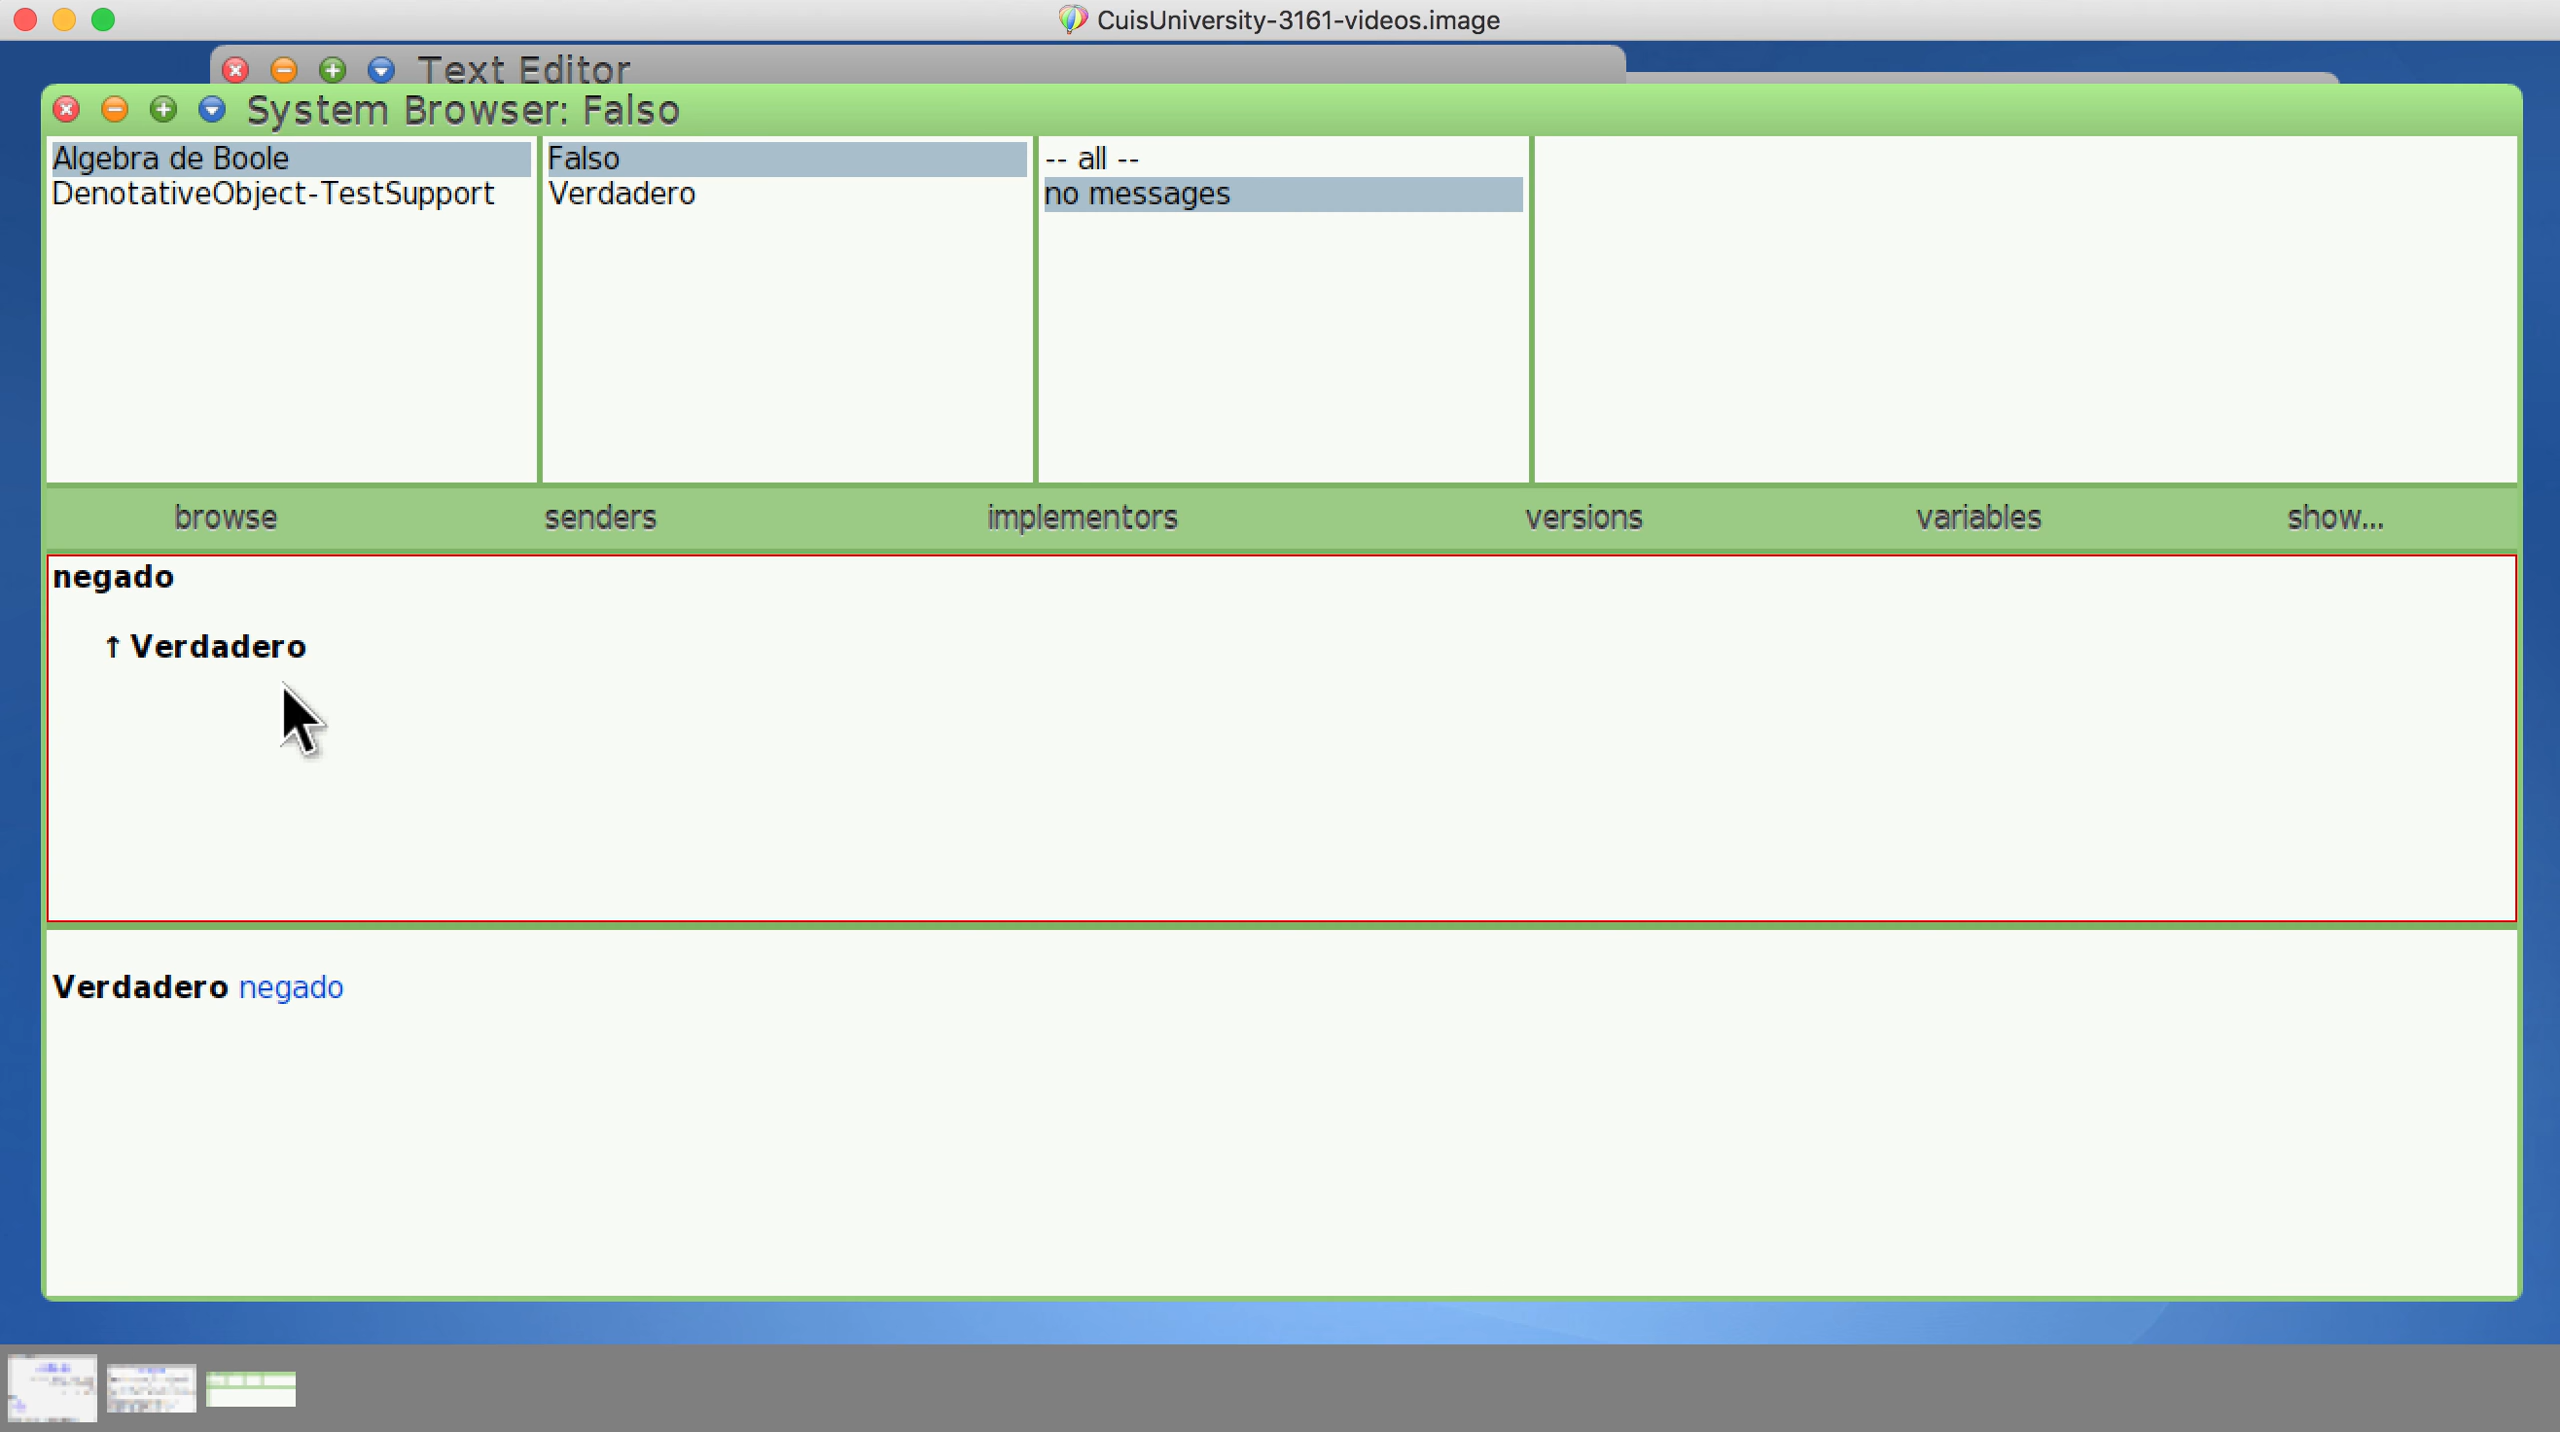 CuisUniversity-3161-videos.image
Text Editor
System Browser: Falso
Algebra de Boole
DenotativeObject-TestSupport
Falso
Verdadero
-- all --
no messages
browse senders implementors versions variables show...
negado
↑ Verdadero
Verdadero negado